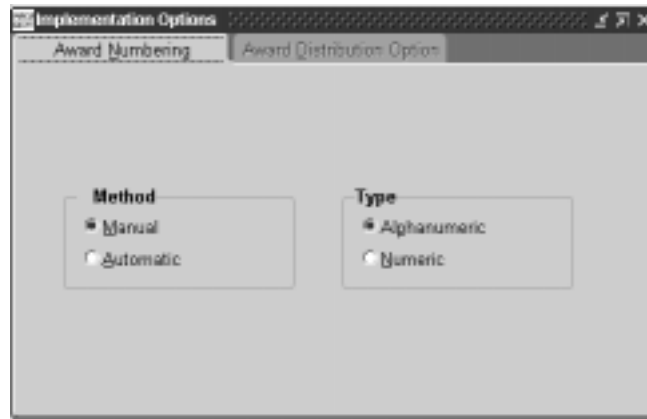 Implementation Options
Award Numbering Award Distribution Option
Method Type
Manual Alphanumeric
Automatic Numeric